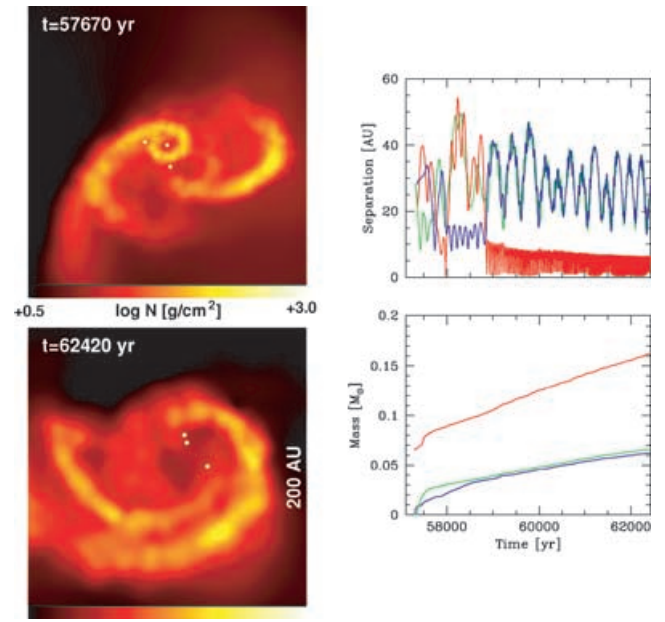 t=57670 yr
+0.5 log N [g/cm²] +3.0
t=62420 yr
200 AU
60
40
20
0
Separation [AU]
0.2
0.15
0.1
0.05
0
Mass [M⊙]
58000 60000 62000
Time [yr]